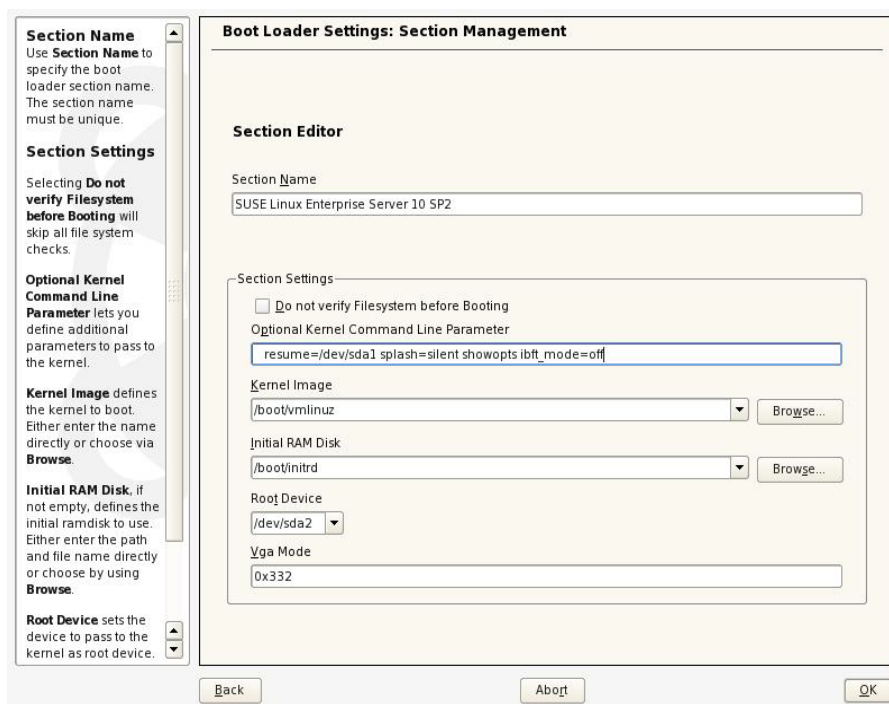 Section Name
Use Section Name to
specify the boot
loader section name.
The section name
must be unique.
Section Settings
Selecting Do not
verify Filesystem
before Booting will
skip all file system
checks.
Optional Kernel
Command Line
Parameter lets you
define additional
parameters to pass to
the kernel.
Kernel Image defines
the kernel to boot.
Either enter the name
directly or choose via
Browse.
Initial RAM Disk, if
not empty, defines the
initial ramdisk to use.
Either enter the path
and file name directly
or choose by using
Browse.
Root Device sets the
device to pass to the
kernel as root device.
Boot Loader Settings: Section Management
Section Editor
Section Name
SUSE Linux Enterprise Server 10 SP2
Section Settings
Do not verify Filesystem before Booting
Optional Kernel Command Line Parameter
resume=/dev/sda1 splash=silent showopts ibft_mode=off
Kernel Image
/boot/vmlinuz
Browse...
Initial RAM Disk
/boot/initrd
Browse...
Root Device
/dev/sda2
Vga Mode
0x332
Back
Abort
OK